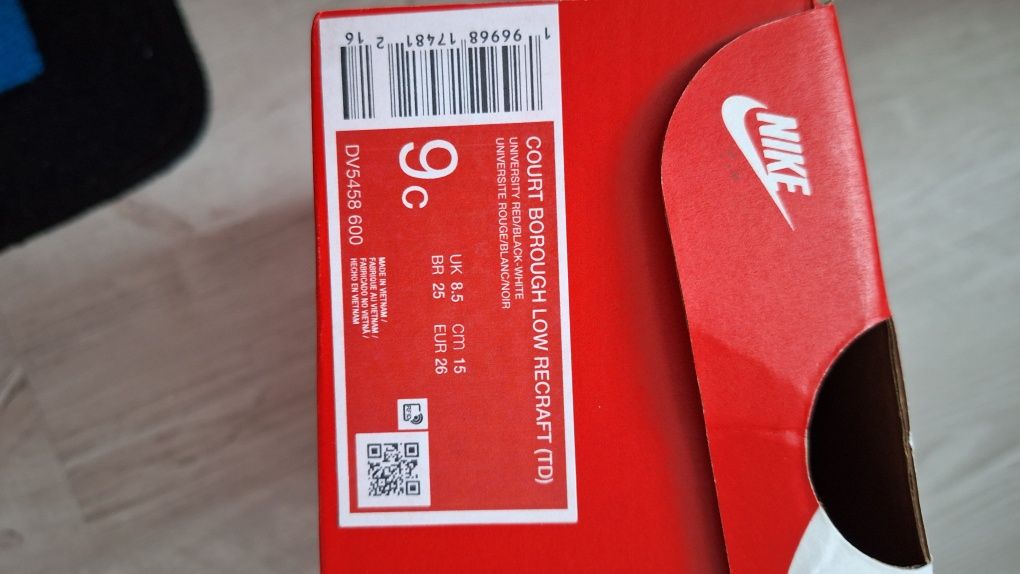 1 96968 17481 2 16
COURT BOROUGH LOW RECRAFT (TD)
UNIVERSITY RED/BLACK-WHITE
UNIVERSITE ROUGE/BLANC/NOIR
9C
UK 8.5 cm 15
BR 25 EUR 26
MADE IN VIETNAM /
FABRIQUE AU VIETNAM /
FABRICADO NO VIETNÃ /
HECHO EN VIETNAM
DV5458 600
NIKE